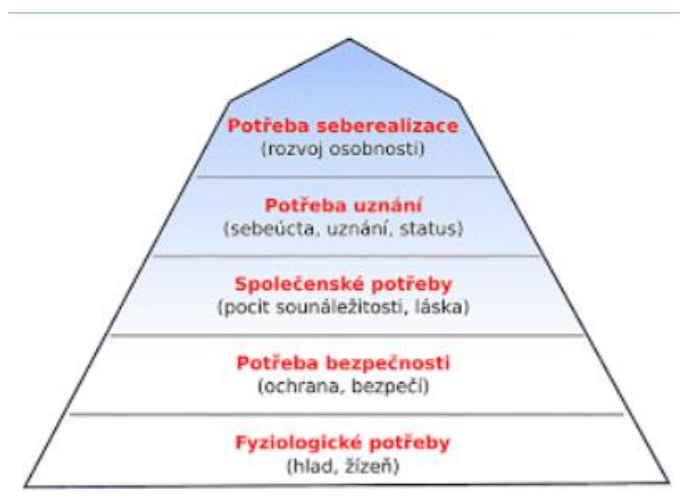 Potřeba seberealizace
(rozvoj osobnosti)
Potřeba uznání
(sebeúcta, uznání, status)
Společenské potřeby
(pocit sounáležitosti, láska)
Potřeba bezpečnosti
(ochrana, bezpečí)
Fyziologické potřeby
(hlad, žízeň)